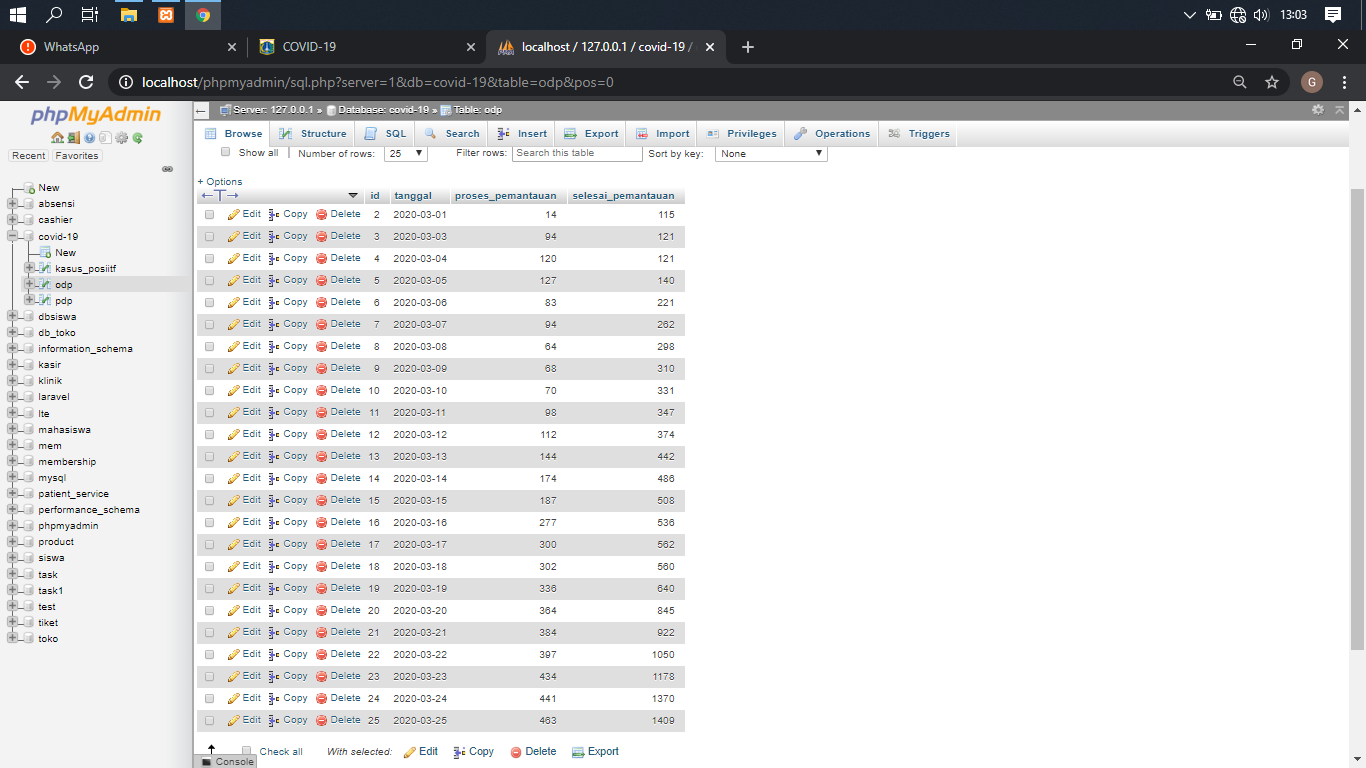 13:03
WhatsApp
COVID-19
localhost / 127.0.0.1 / covid-19 /
localhost/phpmyadmin/sql.php?server=1&db=covid-19&table=odp&pos=0
G
phpMyAdmin
Recent Favorites
New
absensi
cashier
covid-19
New
kasus_posiitf
odp
pdp
dbsiswa
db_toko
information_schema
kasir
klinik
laravel
lte
mahasiswa
mem
membership
mysql
patient_service
performance_schema
phpmyadmin
product
siswa
task
task1
test
tiket
toko
Server: 127.0.0.1 » Database: covid-19 » Table: odp
Browse Structure SQL Search Insert Export Import Privileges Operations Triggers
Show all | Number of rows: 25 Filter rows: Search this table Sort by key: None
+ Options
←T→ id tanggal proses_pemantauan selesai_pemantauan
Edit Copy Delete 2 2020-03-01 14 115
Edit Copy Delete 3 2020-03-03 94 121
Edit Copy Delete 4 2020-03-04 120 121
Edit Copy Delete 5 2020-03-05 127 140
Edit Copy Delete 6 2020-03-06 83 221
Edit Copy Delete 7 2020-03-07 94 262
Edit Copy Delete 8 2020-03-08 64 298
Edit Copy Delete 9 2020-03-09 68 310
Edit Copy Delete 10 2020-03-10 70 331
Edit Copy Delete 11 2020-03-11 98 347
Edit Copy Delete 12 2020-03-12 112 374
Edit Copy Delete 13 2020-03-13 144 442
Edit Copy Delete 14 2020-03-14 174 486
Edit Copy Delete 15 2020-03-15 187 508
Edit Copy Delete 16 2020-03-16 277 536
Edit Copy Delete 17 2020-03-17 300 562
Edit Copy Delete 18 2020-03-18 302 560
Edit Copy Delete 19 2020-03-19 336 640
Edit Copy Delete 20 2020-03-20 364 845
Edit Copy Delete 21 2020-03-21 384 922
Edit Copy Delete 22 2020-03-22 397 1050
Edit Copy Delete 23 2020-03-23 434 1178
Edit Copy Delete 24 2020-03-24 441 1370
Edit Copy Delete 25 2020-03-25 463 1409
Check all With selected: Edit Copy Delete Export
Console